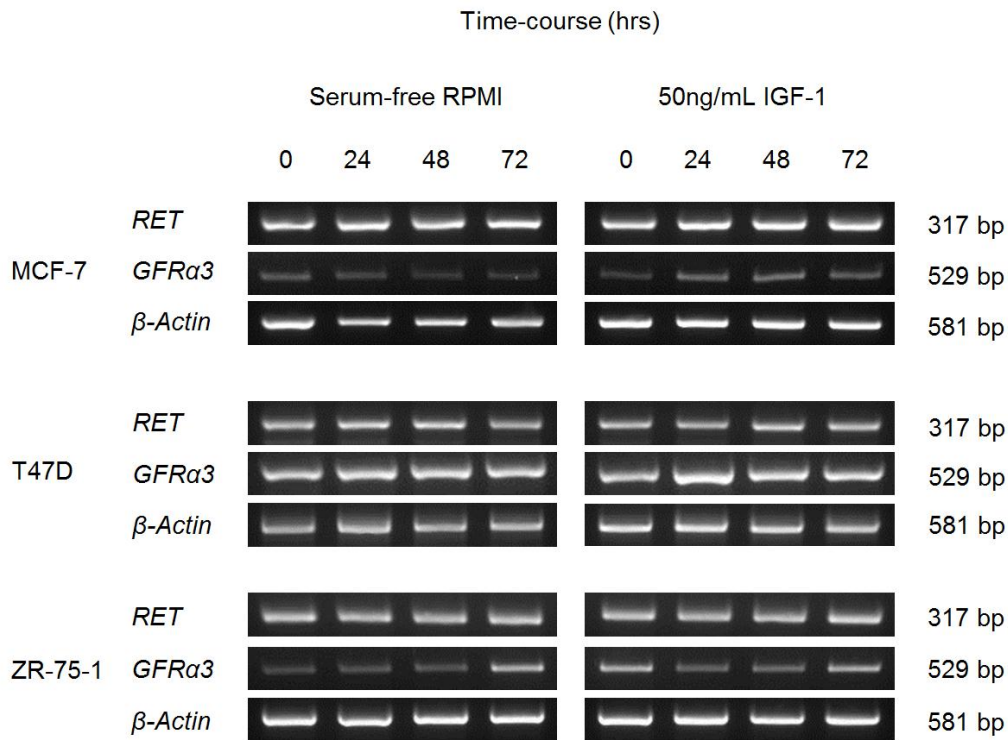 Time-course (hrs)
Serum-free RPMI 50ng/mL IGF-1
0 24 48 72 0 24 48 72
RET 317 bp
MCF-7 GFRα3 529 bp
β-Actin 581 bp
RET 317 bp
T47D GFRα3 529 bp
β-Actin 581 bp
RET 317 bp
ZR-75-1 GFRα3 529 bp
β-Actin 581 bp